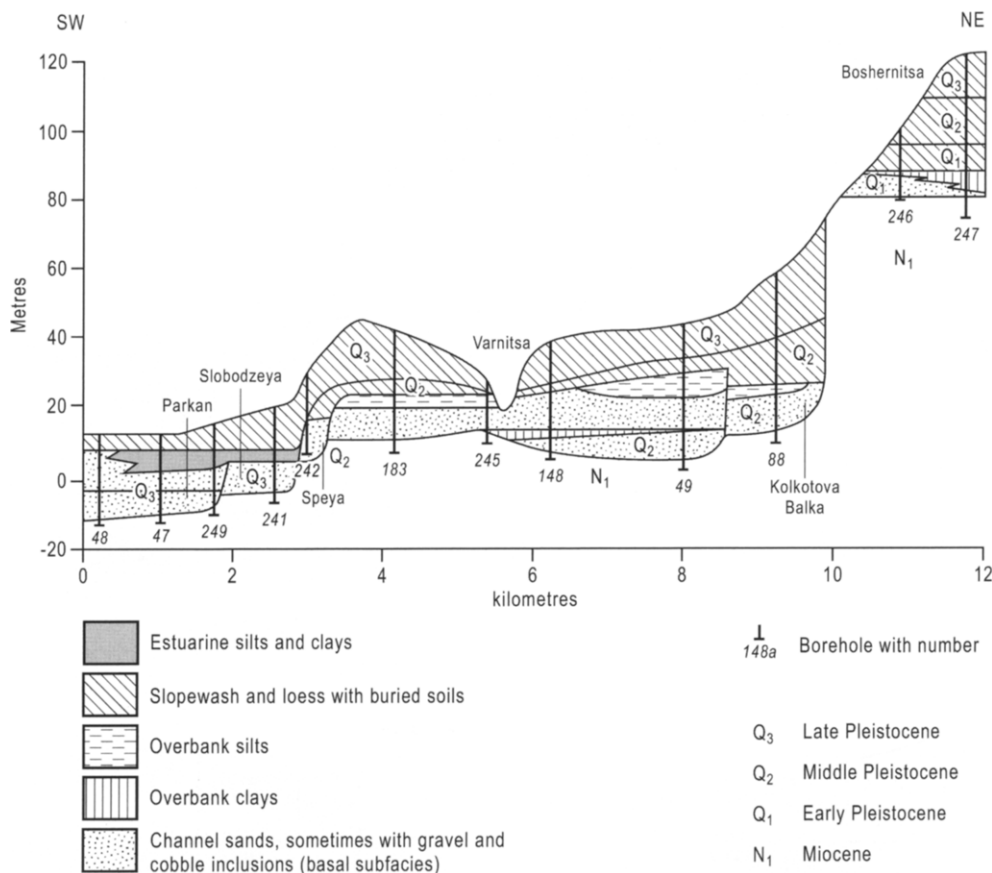 SW
NE
120
100
80
60
40
20
0
-20
Metres
Boshernitsa
Q3
Q2
Q1
Q1
246
247
N1
Varnitsa
Q3
Q2
Slobodzeya
Parkan
Q3
Q2
Q3
Q3
Q2
Q2
Q2
N1
Speya
Kolkotova
Balka
48
47
249
241
242
183
245
148
49
88
0
2
4
6
8
10
12
kilometres
Estuarine silts and clays
Slopewash and loess with buried soils
Overbank silts
Overbank clays
Channel sands, sometimes with gravel and
cobble inclusions (basal subfacies)
148a Borehole with number
Q3 Late Pleistocene
Q2 Middle Pleistocene
Q1 Early Pleistocene
N1 Miocene